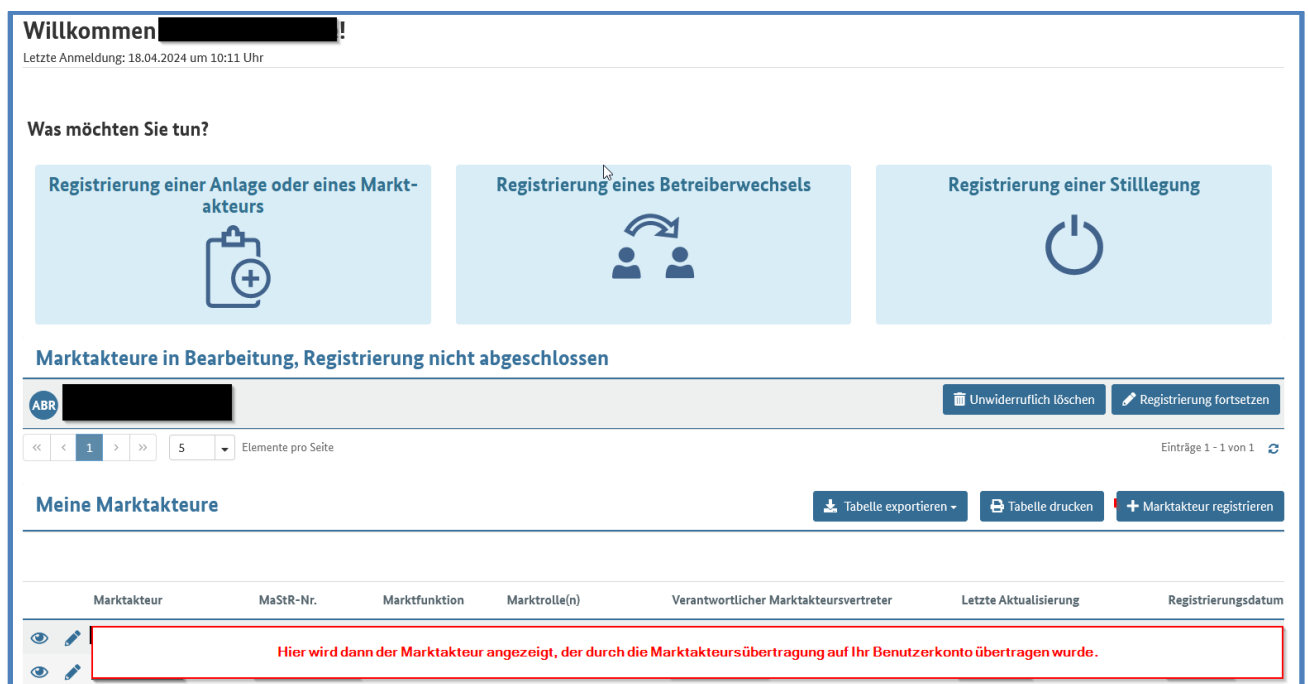 Willkommen !
Letzte Anmeldung: 18.04.2024 um 10:11 Uhr
Was möchten Sie tun?
Registrierung einer Anlage oder eines Markt-
akteurs
Registrierung eines Betreiberwechsels
Registrierung einer Stilllegung
Marktakteure in Bearbeitung, Registrierung nicht abgeschlossen
ABR
Unwiderruflich löschen
Registrierung fortsetzen
« < 1 > » 5 Elemente pro Seite
Einträge 1 - 1 von 1
Meine Marktakteure
Tabelle exportieren
Tabelle drucken
+ Marktakteur registrieren
Marktakteur MaStR-Nr. Marktfunktion Marktrolle(n) Verantwortlicher Marktakteursvertreter Letzte Aktualisierung Registrierungsdatum
Hier wird dann der Marktakteur angezeigt, der durch die Marktakteursübertragung auf Ihr Benutzerkonto übertragen wurde.